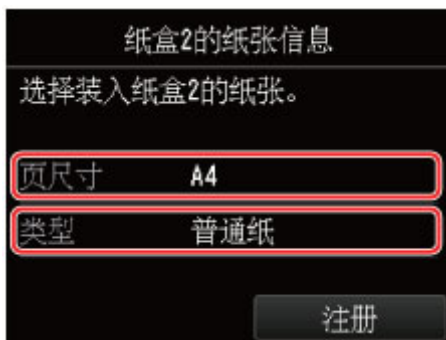 纸盒2的纸张信息
选择装入纸盒2的纸张。
页尺寸 A4
类型 普通纸
注册